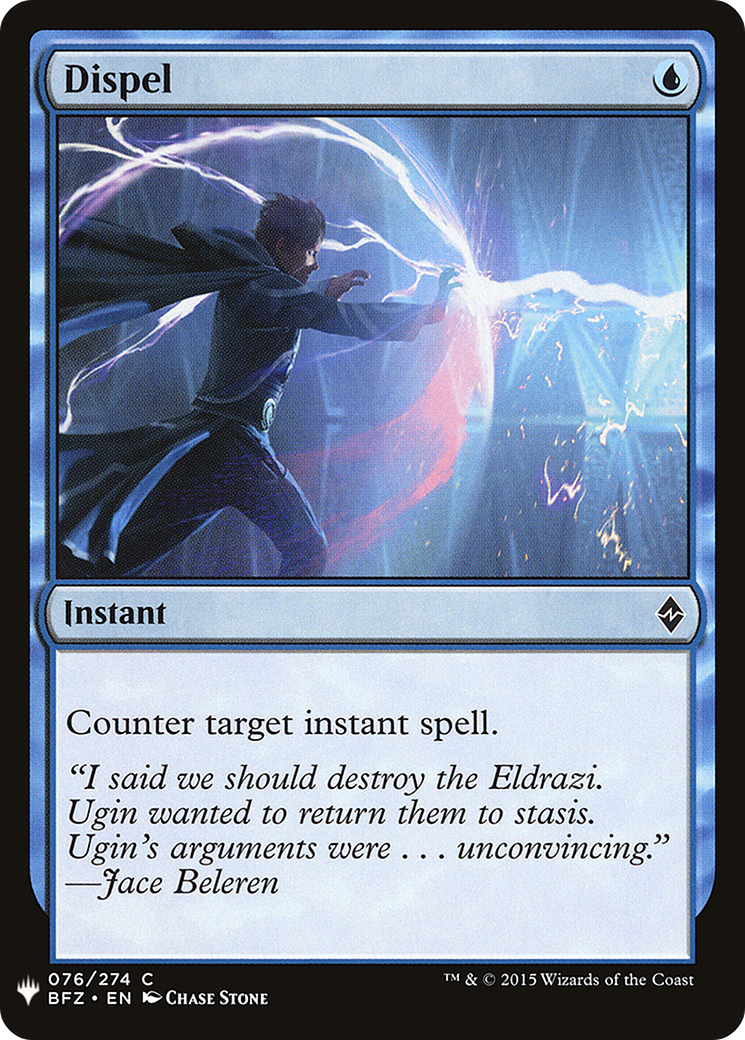 Dispel
Instant
Counter target instant spell.
“I said we should destroy the Eldrazi.
Ugin wanted to return them to stasis.
Ugin’s arguments were . . . unconvincing.”
—Jace Beleren
076/274 C
BFZ • EN Chase Stone
™ & © 2015 Wizards of the Coast